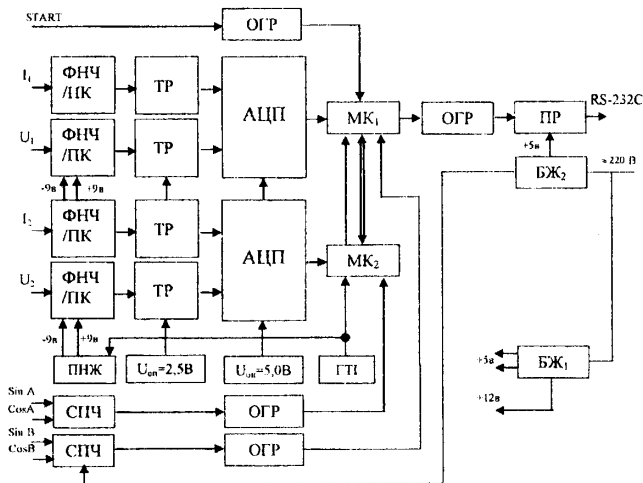 START
ОГР
I₁
ФНЧ
/ПК
ТР
АЦП
U₁
ФНЧ
/ПК
ТР
МК₁
ОГР
ПР
RS-232C
+5в
БЖ₂
≈220 В
-9в
+9в
I₂
ФНЧ
/ПК
ТР
АЦП
МК₂
U₂
ФНЧ
/ПК
ТР
-9в
+9в
ПНЖ
Uоп=2,5В
Uоп=5,0В
ГТІ
+5в
БЖ₁
+12в
Sin A
CosA
СПЧ
ОГР
Sin B
CosB
СПЧ
ОГР